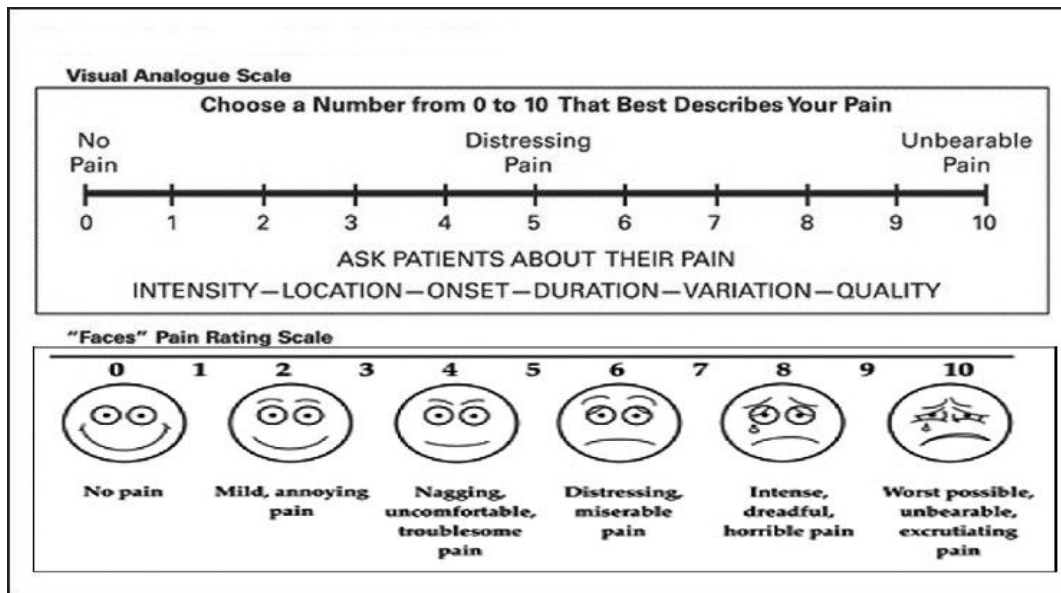 Visual Analogue Scale
Choose a Number from 0 to 10 That Best Describes Your Pain
No Pain
Distressing Pain
Unbearable Pain
0 1 2 3 4 5 6 7 8 9 10
ASK PATIENTS ABOUT THEIR PAIN
INTENSITY—LOCATION—ONSET—DURATION—VARIATION—QUALITY
"Faces" Pain Rating Scale
0 1 2 3 4 5 6 7 8 9 10
No pain
Mild, annoying
pain
Nagging,
uncomfortable,
troublesome
pain
Distressing,
miserable
pain
Intense,
dreadful,
horrible pain
Worst possible,
unbearable,
excrutiating
pain